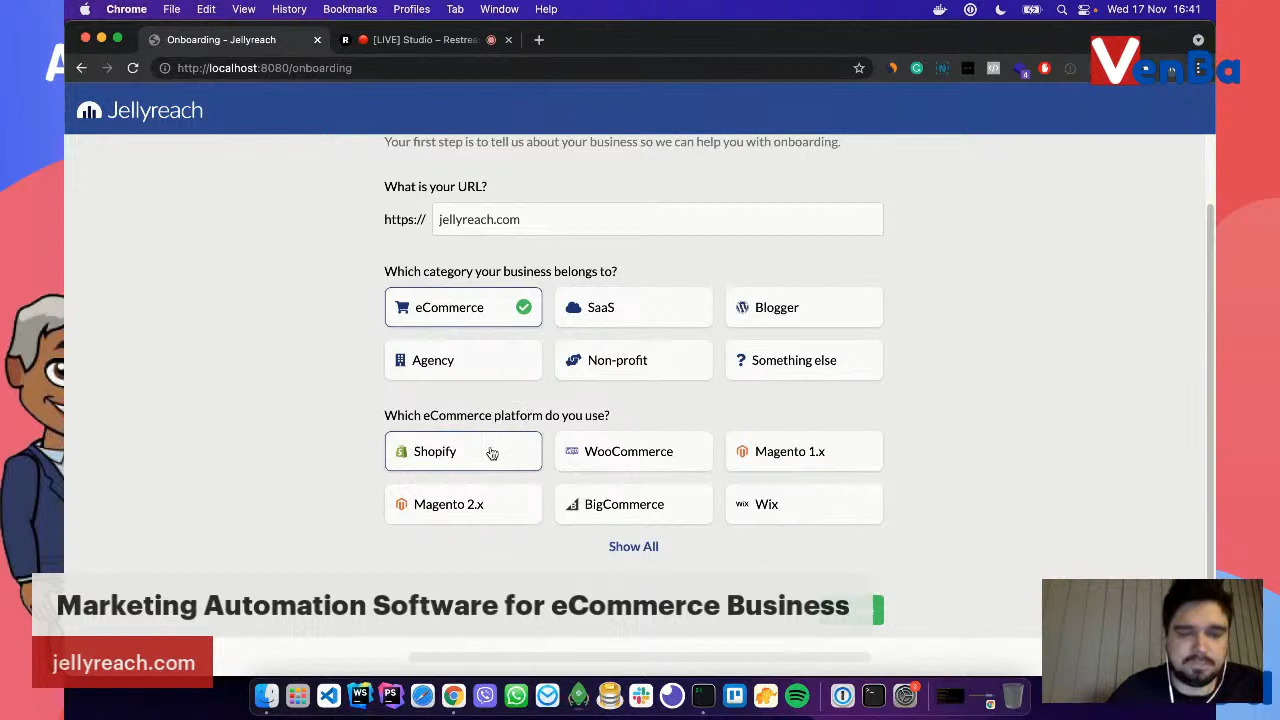 Chrome File Edit View History Bookmarks Profiles Tab Window Help Wed 17 Nov 16:41
Onboarding - Jellyreach
[LIVE] Studio – Restrea
http://localhost:8080/onboarding
VenBa
Jellyreach
Your first step is to tell us about your business so we can help you with onboarding.
What is your URL?
https:// jellyreach.com
Which category your business belongs to?
eCommerce SaaS Blogger
Agency Non-profit Something else
Which eCommerce platform do you use?
Shopify WooCommerce Magento 1.x
Magento 2.x BigCommerce WiX Wix
Show All
Marketing Automation Software for eCommerce Business
jellyreach.com